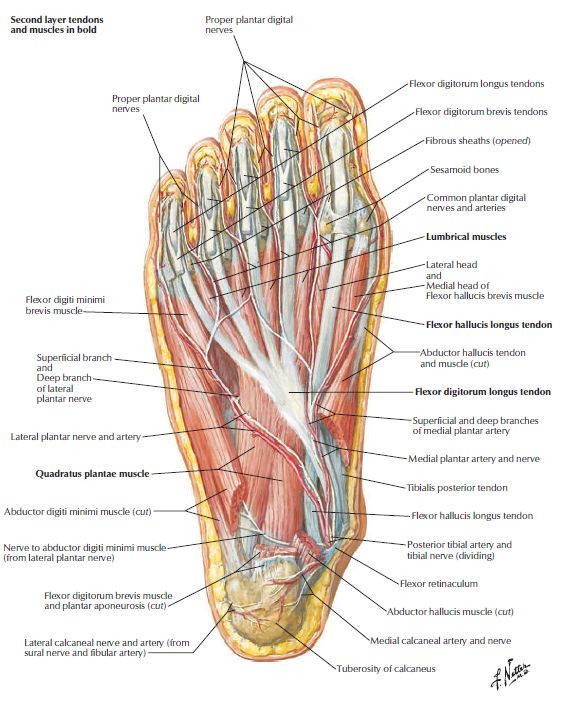 Second layer tendons
and muscles in bold
Proper plantar digital
nerves
Proper plantar digital
nerves
Flexor digitorum longus tendons
Flexor digitorum brevis tendons
Fibrous sheaths (opened)
Sesamoid bones
Common plantar digital
nerves and arteries
Lumbrical muscles
Lateral head
and
Medial head of
Flexor hallucis brevis muscle
Flexor hallucis longus tendon
Abductor hallucis tendon
and muscle (cut)
Flexor digitorum longus tendon
Superficial and deep branches
of medial plantar artery
Medial plantar artery and nerve
Tibialis posterior tendon
Flexor hallucis longus tendon
Posterior tibial artery and
tibial nerve (dividing)
Flexor retinaculum
Abductor hallucis muscle (cut)
Medial calcaneal artery and nerve
Tuberosity of calcaneus
Flexor digiti minimi
brevis muscle
Superficial branch
and
Deep branch
of lateral
plantar nerve
Lateral plantar nerve and artery
Quadratus plantae muscle
Abductor digiti minimi muscle (cut)
Nerve to abductor digiti minimi muscle
(from lateral plantar nerve)
Flexor digitorum brevis muscle
and plantar aponeurosis (cut)
Lateral calcaneal nerve and artery (from
sural nerve and fibular artery)
F. Netter
M.D.